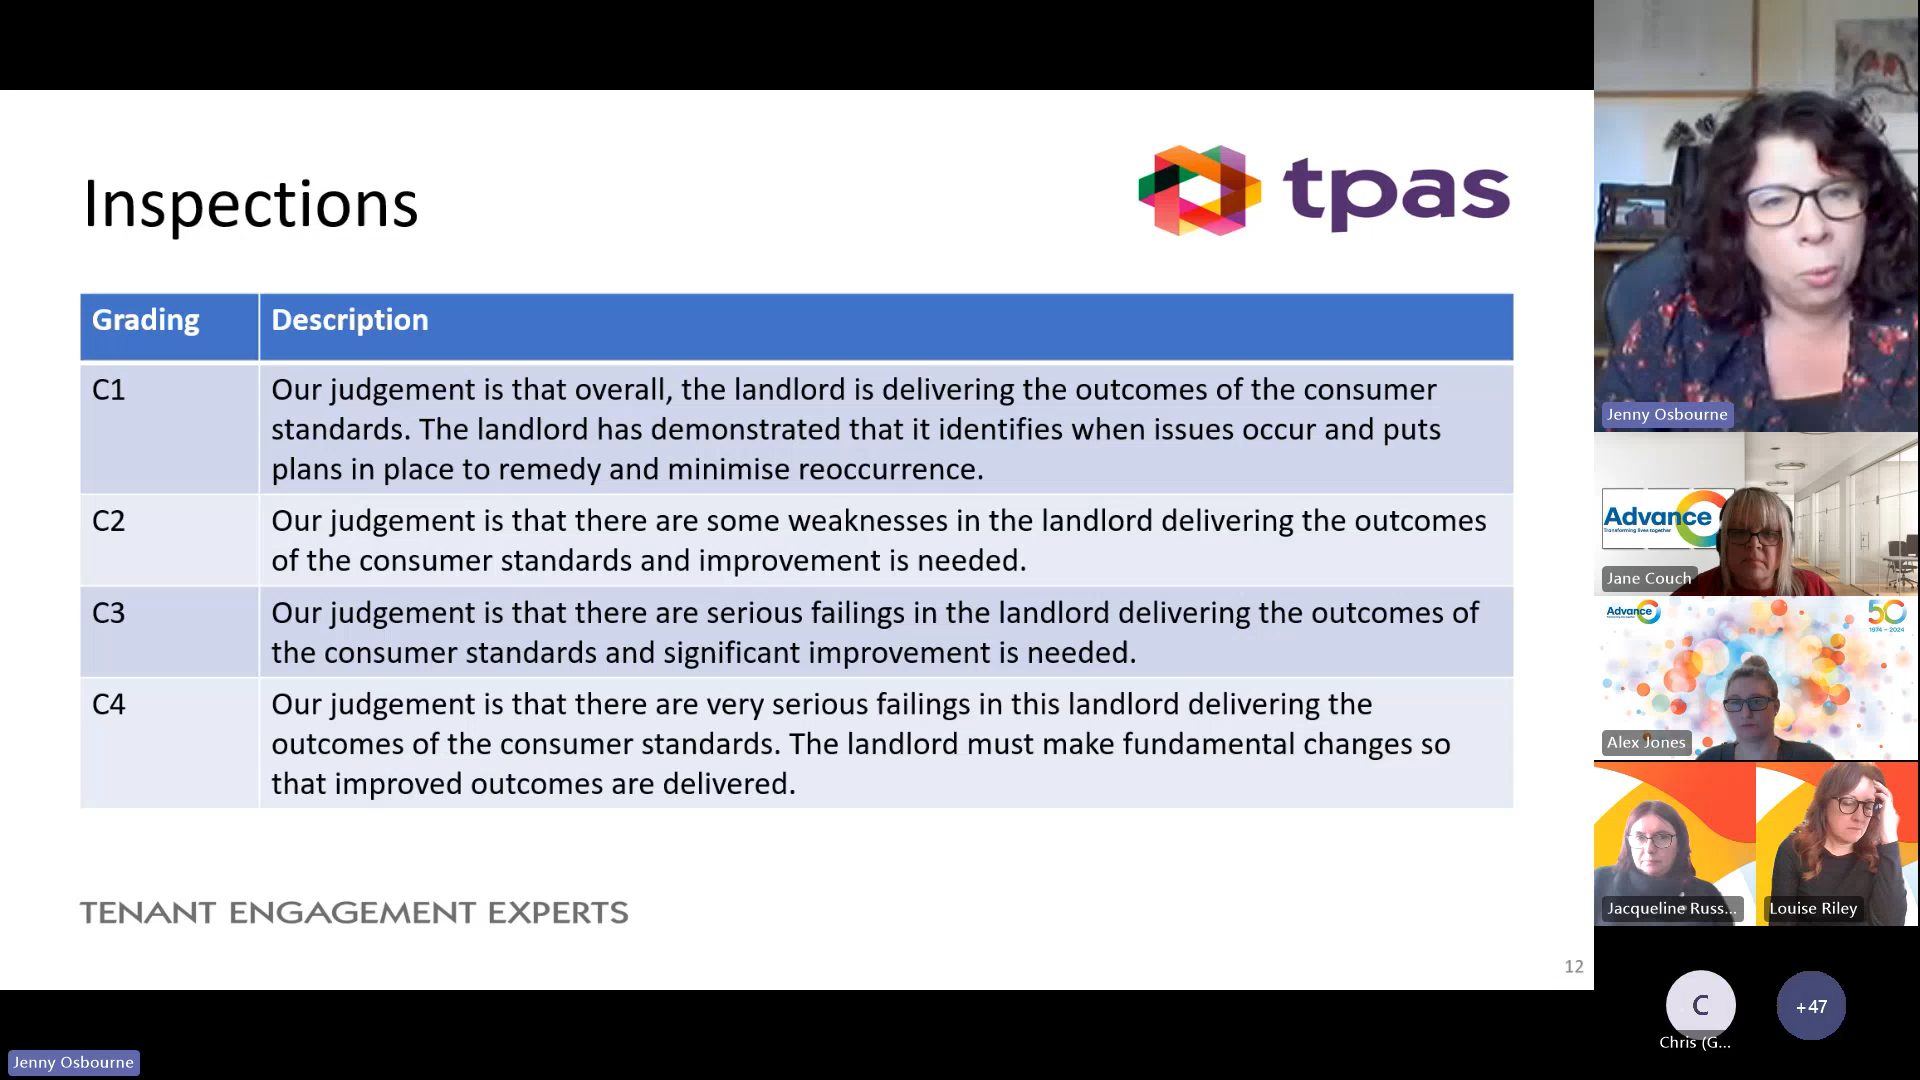 Inspections
tpas
Grading Description
C1 Our judgement is that overall, the landlord is delivering the outcomes of the consumer
standards. The landlord has demonstrated that it identifies when issues occur and puts
plans in place to remedy and minimise reoccurrence.
C2 Our judgement is that there are some weaknesses in the landlord delivering the outcomes
of the consumer standards and improvement is needed.
C3 Our judgement is that there are serious failings in the landlord delivering the outcomes of
the consumer standards and significant improvement is needed.
C4 Our judgement is that there are very serious failings in this landlord delivering the
outcomes of the consumer standards. The landlord must make fundamental changes so
that improved outcomes are delivered.
TENANT ENGAGEMENT EXPERTS
12
Jenny Osbourne
Jenny Osbourne
Advance
Transforming lives together
Jane Couch
Advance
50
1974 – 2024
Alex Jones
Jacqueline Russ...
Louise Riley
C
Chris (G...
+47